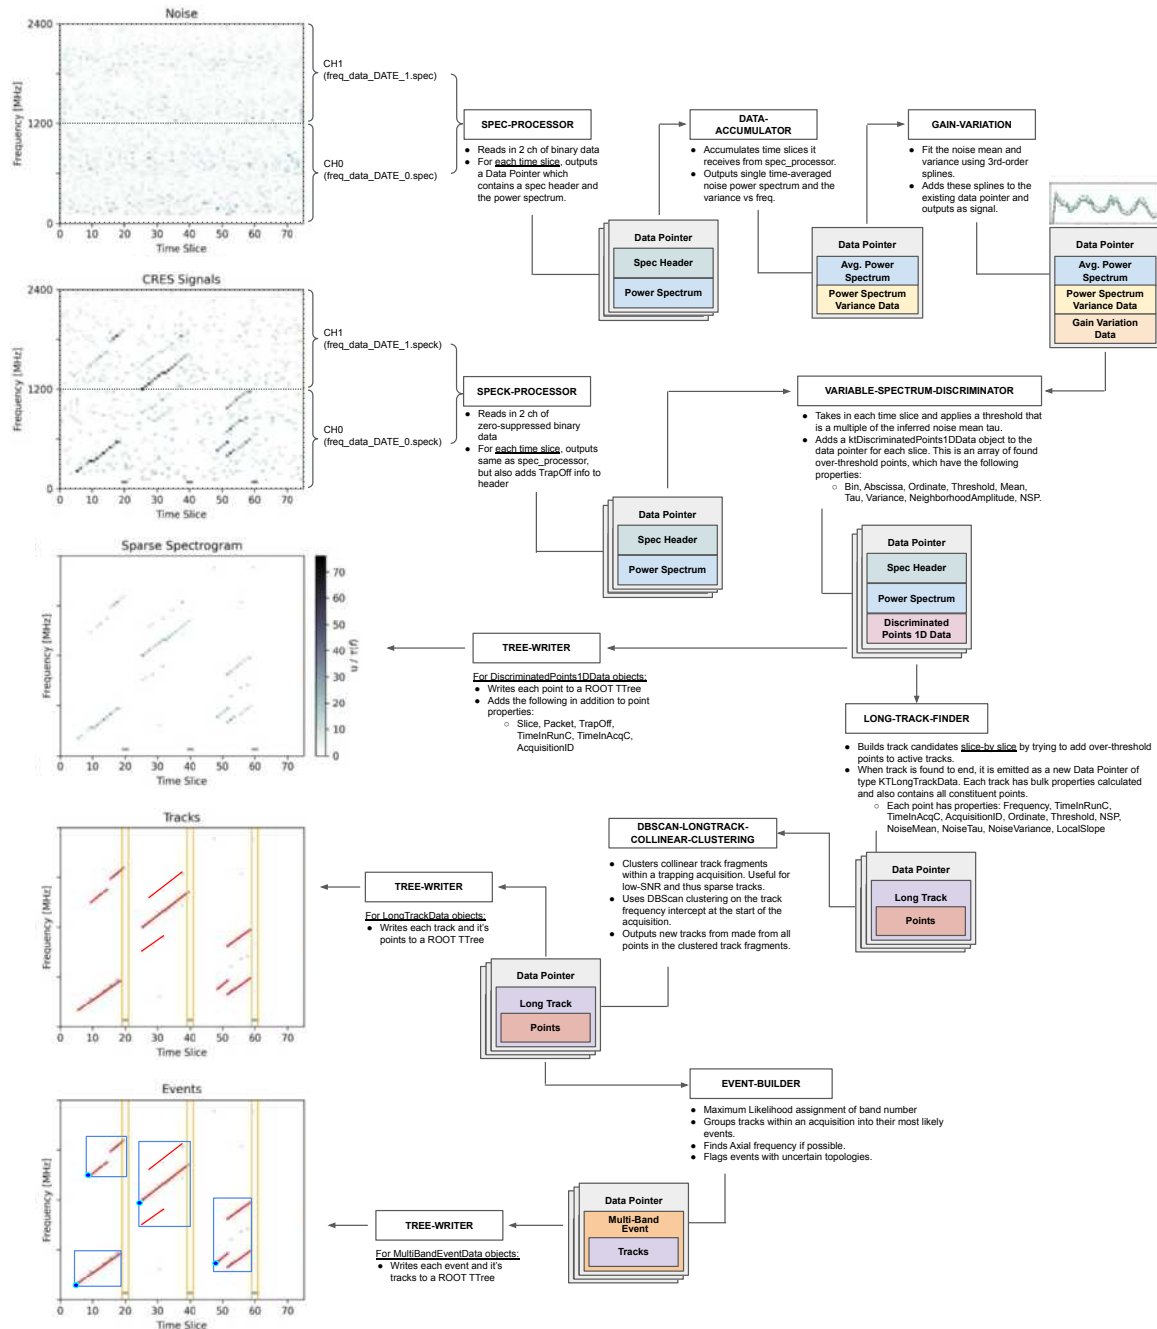 Noise
2400
1200
0
Frequency [MHz]
0 10 20 30 40 50 60 70
Time Slice
CH1
(freq_data_DATE_1.spec)
CH0
(freq_data_DATE_0.spec)
SPEC-PROCESSOR
● Reads in 2 ch of binary data
● For each time slice, outputs
a Data Pointer which
contains a spec header and
the power spectrum.
Data Pointer
Spec Header
Power Spectrum
DATA-
ACCUMULATOR
● Accumulates time slices it
receives from spec_processor.
● Outputs single time-averaged
noise power spectrum and the
variance vs freq.
Data Pointer
Avg. Power
Spectrum
Power Spectrum
Variance Data
GAIN-VARIATION
● Fit the noise mean and
variance using 3rd-order
splines.
● Adds these splines to the
existing data pointer and
outputs as signal.
Data Pointer
Avg. Power
Spectrum
Power Spectrum
Variance Data
Gain Variation
Data
CRES Signals
2400
1200
0
Frequency [MHz]
0 10 20 30 40 50 60 70
Time Slice
CH1
(freq_data_DATE_1.speck)
CH0
(freq_data_DATE_0.speck)
SPECK-PROCESSOR
● Reads in 2 ch of
zero-suppressed binary
data
● For each time slice, outputs
same as spec_processor,
but also adds TrapOff info to
header
Data Pointer
Spec Header
Power Spectrum
VARIABLE-SPECTRUM-DISCRIMINATOR
● Takes in each time slice and applies a threshold that
is a multiple of the inferred noise mean tau.
● Adds a ktDiscriminatedPoints1DData object to the
data pointer for each slice. This is an array of found
over-threshold points, which have the following
properties:
○ Bin, Abscissa, Ordinate, Threshold, Mean,
Tau, Variance, NeighborhoodAmplitude, NSP.
Data Pointer
Spec Header
Power Spectrum
Discriminated
Points 1D Data
Sparse Spectrogram
Frequency [MHz]
0 10 20 30 40 50 60 70
Time Slice
70
60
50
40
30
20
10
0
TREE-WRITER
For DiscriminatedPoints1DData objects:
● Writes each point to a ROOT TTree
● Adds the following in addition to point
properties:
○ Slice, Packet, TrapOff,
TimeInRunC, TimeInAcqC,
AcquisitionID
LONG-TRACK-FINDER
● Builds track candidates slice-by slice by trying to add over-threshold
points to active tracks.
● When track is found to end, it is emitted as a new Data Pointer of
type KTLongTrackData. Each track has bulk properties calculated
and also contains all constituent points.
○ Each point has properties: Frequency, TimeInRunC,
TimeInAcqC, AcquisitionID, Ordinate, Threshold, NSP,
NoiseMean, NoiseTau, NoiseVariance, LocalSlope
Data Pointer
Long Track
Points
DBSCAN-LONGTRACK-
COLLINEAR-CLUSTERING
● Clusters collinear track fragments
within a trapping acquisition. Useful for
low-SNR and thus sparse tracks.
● Uses DBScan clustering on the track
frequency intercept at the start of the
acquisition.
● Outputs new tracks from made from all
points in the clustered track fragments.
Data Pointer
Long Track
Points
Tracks
Frequency [MHz]
0 10 20 30 40 50 60 70
Time Slice
TREE-WRITER
For LongTrackData objects:
● Writes each track and it's
points to a ROOT TTree
EVENT-BUILDER
● Maximum Likelihood assignment of band number
● Groups tracks within an acquisition into their most likely
events.
● Finds Axial frequency if possible.
● Flags events with uncertain topologies.
Data Pointer
Multi-Band
Event
Tracks
Events
Frequency [MHz]
0 10 20 30 40 50 60 70
Time Slice
TREE-WRITER
For MultiBandEventData objects:
● Writes each event and it's
tracks to a ROOT TTree